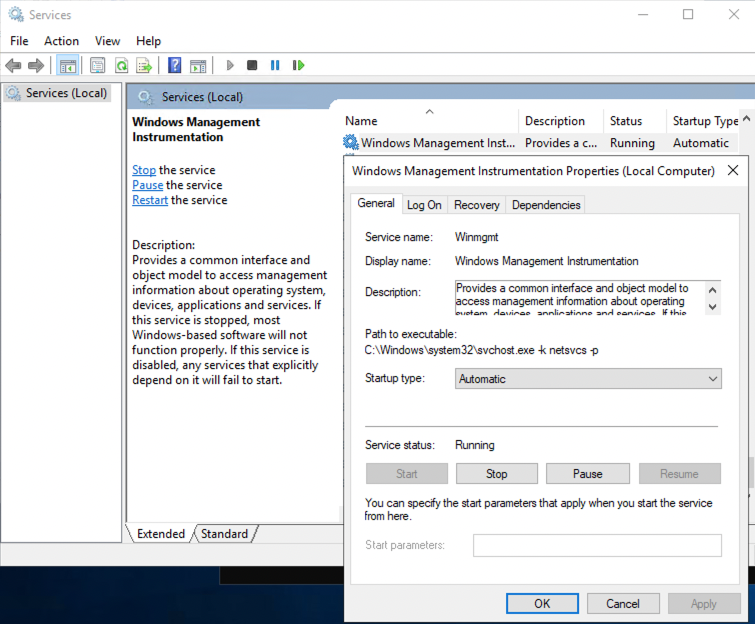 Services
File Action View Help
Services (Local)
Services (Local)
Windows Management
Instrumentation
Stop the service
Pause the service
Restart the service
Description:
Provides a common interface and
object model to access management
information about operating system,
devices, applications and services. If
this service is stopped, most
Windows-based software will not
function properly. If this service is
disabled, any services that explicitly
depend on it will fail to start.
Name Description Status Startup Type
Windows Management Inst... Provides a c... Running Automatic
Windows Management Instrumentation Properties (Local Computer)
General Log On Recovery Dependencies
Service name: Winmgmt
Display name: Windows Management Instrumentation
Description: Provides a common interface and object model to
access management information about operating
system, devices, applications and services. If this
Path to executable:
C:\Windows\system32\svchost.exe -k netsvcs -p
Startup type: Automatic
Service status: Running
Start Stop Pause Resume
You can specify the start parameters that apply when you start the service
from here.
Start parameters:
OK Cancel Apply
Extended Standard